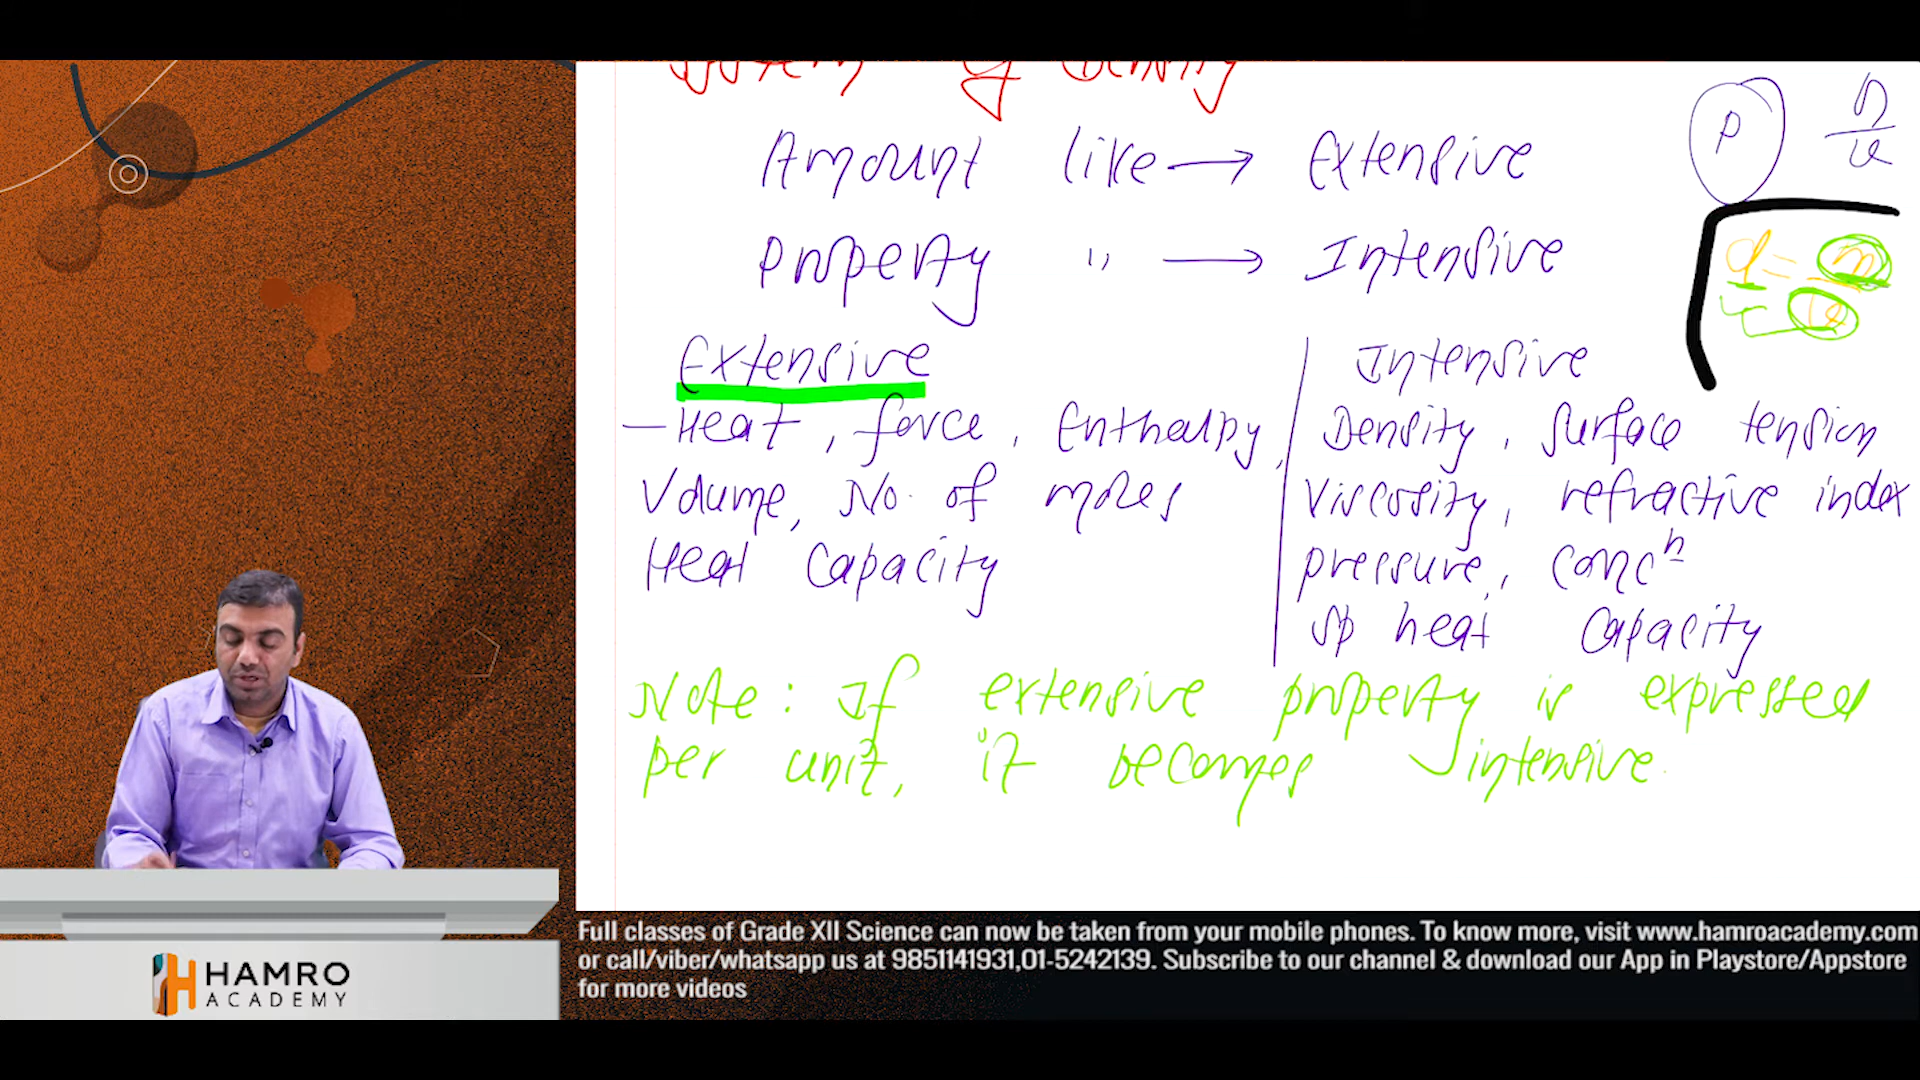 System of Density
Amount like → Extensive
Property " → Intensive
P
n/v
d = m/v
Extensive
— Heat, force, Enthalpy,
Volume, No. of moles
Heat Capacity
Intensive
Density, surface tension
Viscosity, refractive index
pressure, concn
sp heat capacity
Note: If extensive property is expressed
per unit, it becomes intensive.
Full classes of Grade XII Science can now be taken from your mobile phones. To know more, visit www.hamroacademy.com
or call/viber/whatsapp us at 9851141931,01-5242139. Subscribe to our channel & download our App in Playstore/Appstore
for more videos
HAMRO
ACADEMY